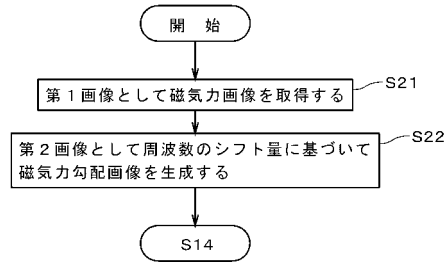 開 始
第1画像として磁気力画像を取得する
S21
第2画像として周波数のシフト量に基づいて
磁気力勾配画像を生成する
S22
S14